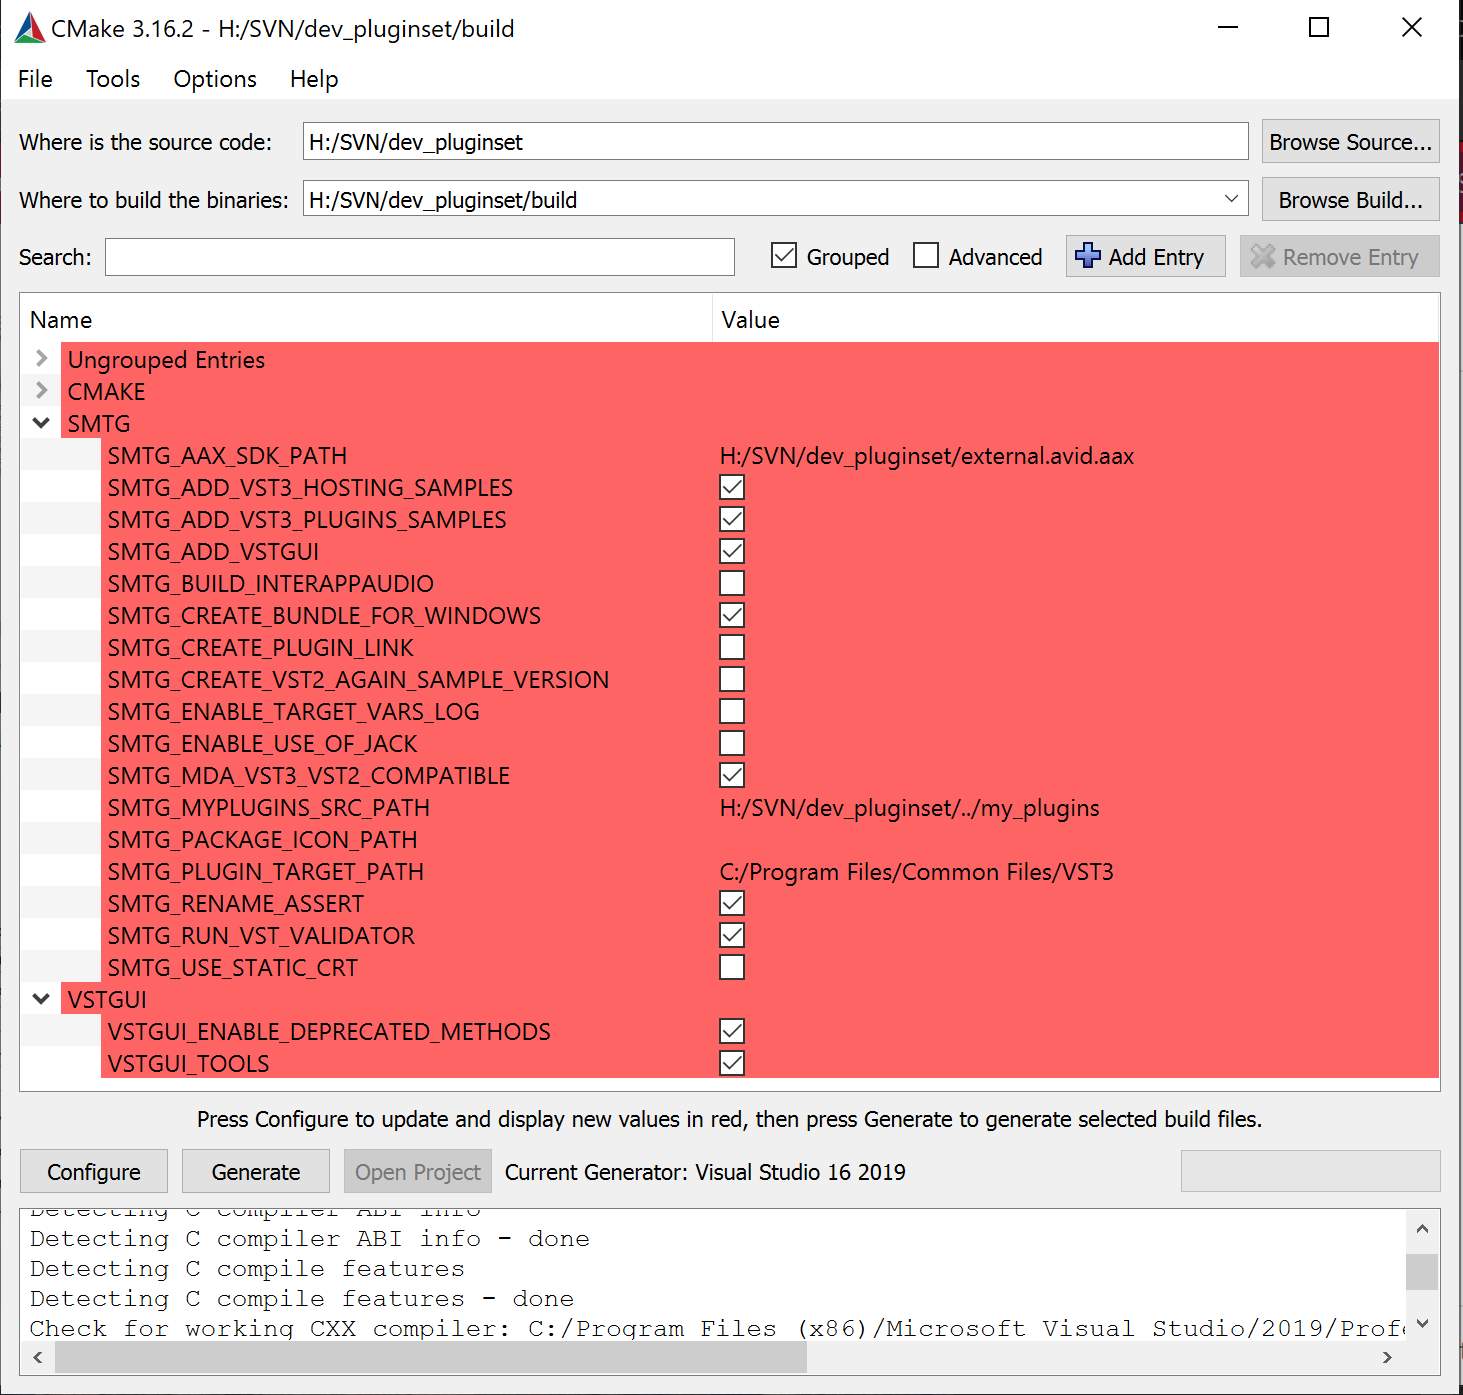 CMake 3.16.2 - H:/SVN/dev_pluginset/build
File Tools Options Help
Where is the source code: H:/SVN/dev_pluginset Browse Source...
Where to build the binaries: H:/SVN/dev_pluginset/build Browse Build...
Search: Grouped Advanced Add Entry Remove Entry
Name Value
Ungrouped Entries
CMAKE
SMTG
SMTG_AAX_SDK_PATH H:/SVN/dev_pluginset/external.avid.aax
SMTG_ADD_VST3_HOSTING_SAMPLES
SMTG_ADD_VST3_PLUGINS_SAMPLES
SMTG_ADD_VSTGUI
SMTG_BUILD_INTERAPPAUDIO
SMTG_CREATE_BUNDLE_FOR_WINDOWS
SMTG_CREATE_PLUGIN_LINK
SMTG_CREATE_VST2_AGAIN_SAMPLE_VERSION
SMTG_ENABLE_TARGET_VARS_LOG
SMTG_ENABLE_USE_OF_JACK
SMTG_MDA_VST3_VST2_COMPATIBLE
SMTG_MYPLUGINS_SRC_PATH H:/SVN/dev_pluginset/../my_plugins
SMTG_PACKAGE_ICON_PATH
SMTG_PLUGIN_TARGET_PATH C:/Program Files/Common Files/VST3
SMTG_RENAME_ASSERT
SMTG_RUN_VST_VALIDATOR
SMTG_USE_STATIC_CRT
VSTGUI
VSTGUI_ENABLE_DEPRECATED_METHODS
VSTGUI_TOOLS
Press Configure to update and display new values in red, then press Generate to generate selected build files.
Configure Generate Open Project Current Generator: Visual Studio 16 2019
Detecting C compiler ABI info
Detecting C compiler ABI info - done
Detecting C compile features
Detecting C compile features - done
Check for working CXX compiler: C:/Program Files (x86)/Microsoft Visual Studio/2019/Prof